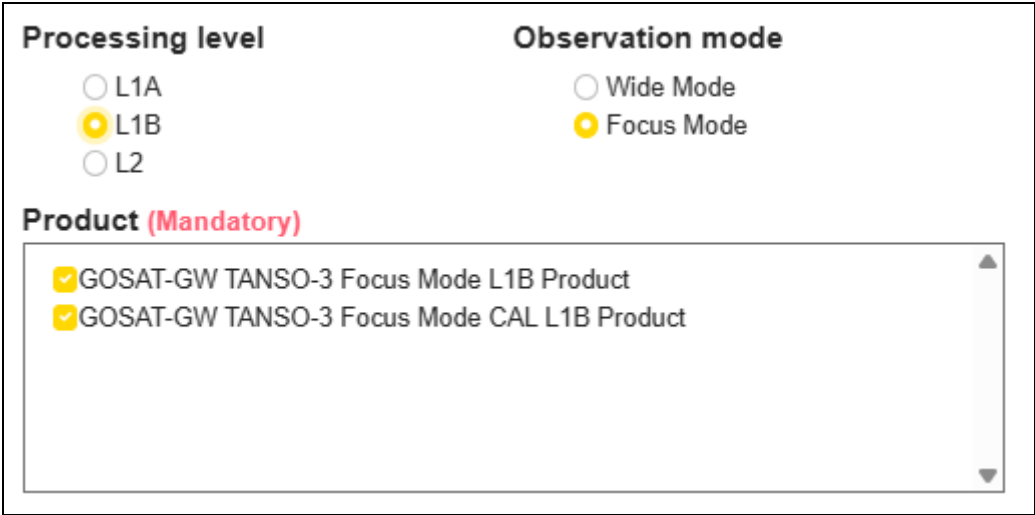 Processing level
L1A
L1B
L2
Observation mode
Wide Mode
Focus Mode
Product (Mandatory)
GOSAT-GW TANSO-3 Focus Mode L1B Product
GOSAT-GW TANSO-3 Focus Mode CAL L1B Product